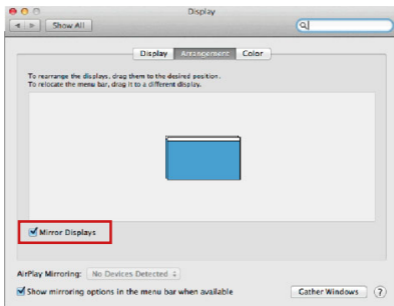 Display
Show All
Display Arrangement Color
To rearrange the displays, drag them to the desired position.
To relocate the menu bar, drag it to a different display.
Mirror Displays
AirPlay Mirroring: No Devices Detected
Show mirroring options in the menu bar when available
Gather Windows ?